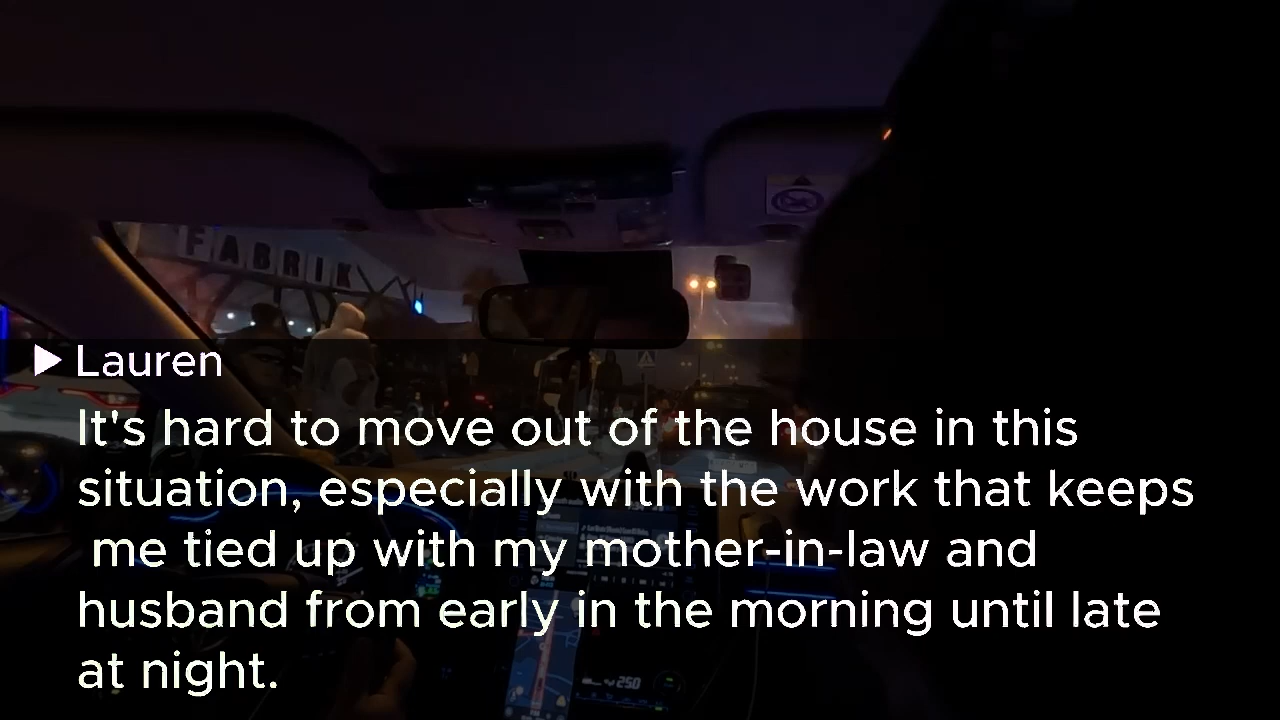 FABRIK
▶ Lauren
It's hard to move out of the house in this
situation, especially with the work that keeps
me tied up with my mother-in-law and
husband from early in the morning until late
at night.
250